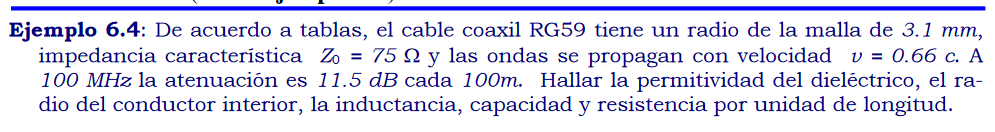 Ejemplo 6.4: De acuerdo a tablas, el cable coaxil RG59 tiene un radio de la malla de 3.1 mm,
impedancia característica Z₀ = 75 Ω y las ondas se propagan con velocidad υ = 0.66 c. A
100 MHz la atenuación es 11.5 dB cada 100m. Hallar la permitividad del dieléctrico, el ra-
dio del conductor interior, la inductancia, capacidad y resistencia por unidad de longitud.